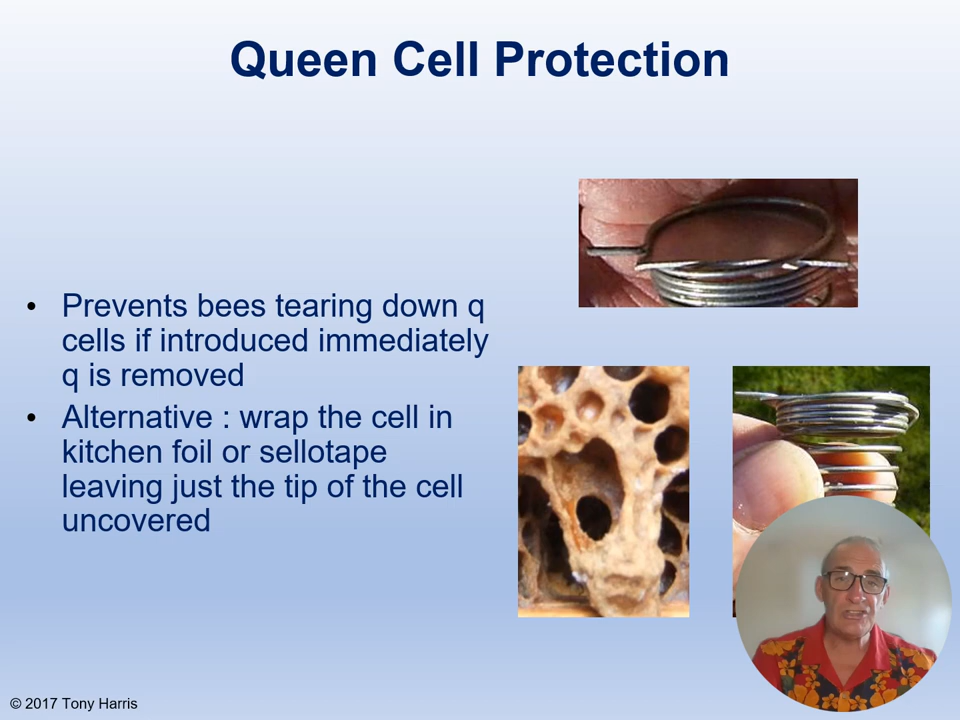 Queen Cell Protection
• Prevents bees tearing down q
cells if introduced immediately
q is removed
• Alternative : wrap the cell in
kitchen foil or sellotape
leaving just the tip of the cell
uncovered
© 2017 Tony Harris